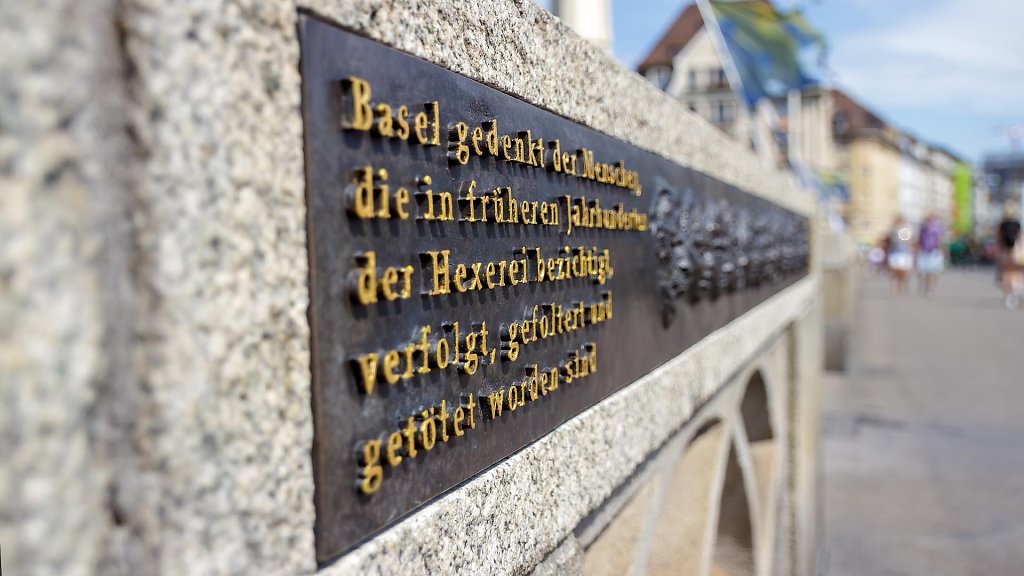 Basel gedenkt der Menschen,
die in früheren Jahrhunderten
der Hexerei bezichtigt,
verfolgt, gefoltert und
getötet worden sind